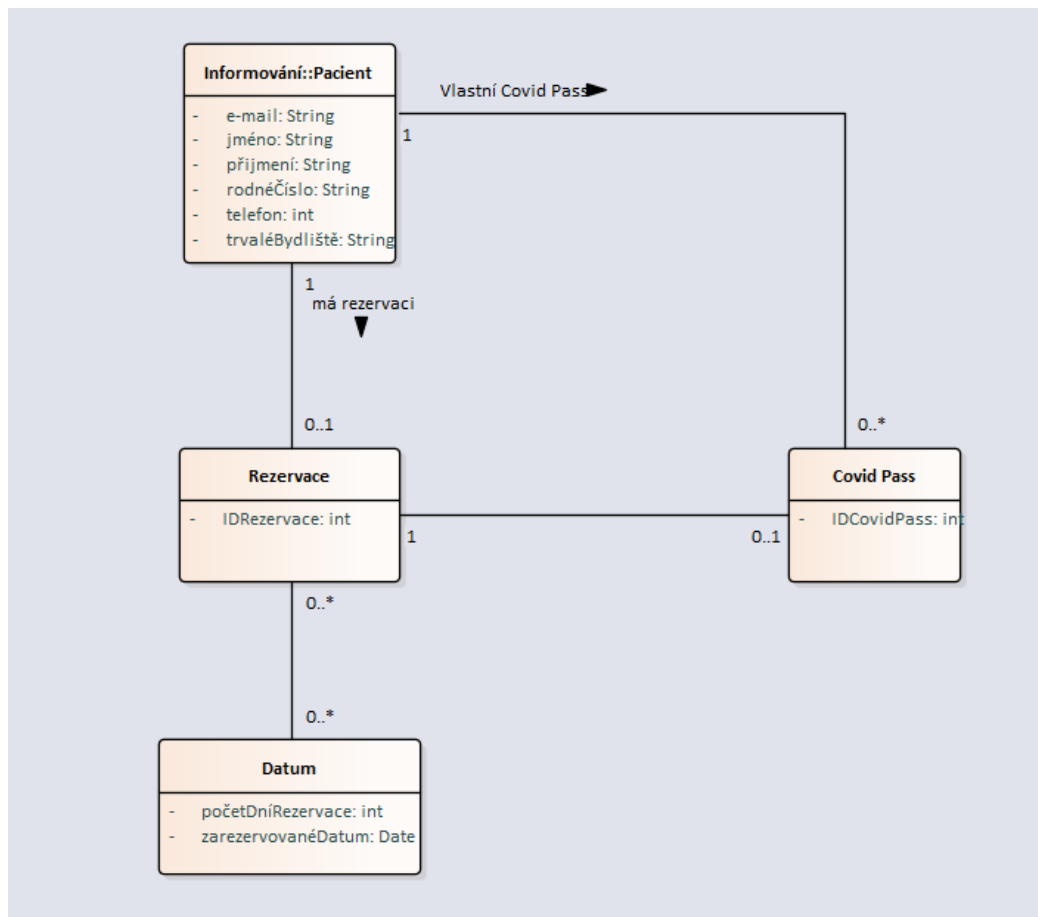 Informování::Pacient
- e-mail: String
- jméno: String
- přijmení: String
- rodnéČíslo: String
- telefon: int
- trvaléBydliště: String
Vlastní Covid Pass
1
1
má rezervaci
0..1
0..*
Rezervace
- IDRezervace: int
Covid Pass
- IDCovidPass: int
1
0..1
0..*
0..*
Datum
- početDníRezervace: int
- zarezervovanéDatum: Date